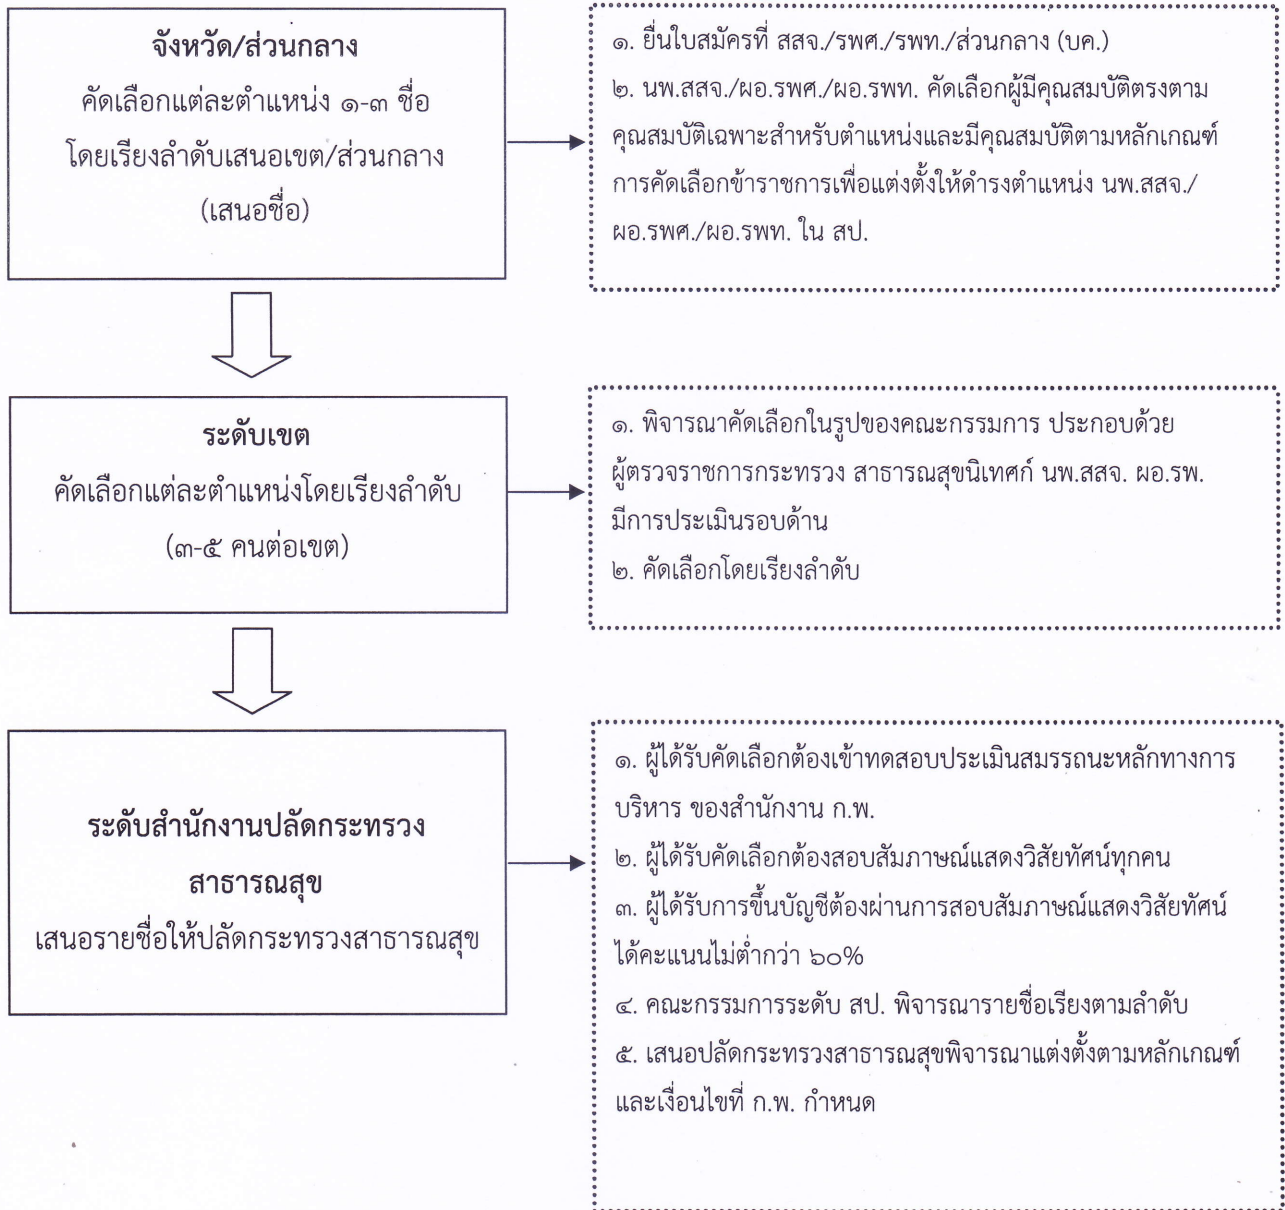 จังหวัด/ส่วนกลาง
คัดเลือกแต่ละตำแหน่ง ๑-๓ ชื่อ
โดยเรียงลำดับเสนอเขต/ส่วนกลาง
(เสนอชื่อ)
๑. ยื่นใบสมัครที่ สสจ./รพศ./รพท./ส่วนกลาง (บค.)
๒. นพ.สสจ./ผอ.รพศ./ผอ.รพท. คัดเลือกผู้มีคุณสมบัติตรงตาม
คุณสมบัติเฉพาะสำหรับตำแหน่งและมีคุณสมบัติตามหลักเกณฑ์
การคัดเลือกข้าราชการเพื่อแต่งตั้งให้ดำรงตำแหน่ง นพ.สสจ./
ผอ.รพศ./ผอ.รพท. ใน สป.
ระดับเขต
คัดเลือกแต่ละตำแหน่งโดยเรียงลำดับ
(๓-๕ คนต่อเขต)
๑. พิจารณาคัดเลือกในรูปของคณะกรรมการ ประกอบด้วย
ผู้ตรวจราชการกระทรวง สาธารณสุขนิเทศก์ นพ.สสจ. ผอ.รพ.
มีการประเมินรอบด้าน
๒. คัดเลือกโดยเรียงลำดับ
ระดับสำนักงานปลัดกระทรวง
สาธารณสุข
เสนอรายชื่อให้ปลัดกระทรวงสาธารณสุข
๑. ผู้ได้รับคัดเลือกต้องเข้าทดสอบประเมินสมรรถนะหลักทางการ
บริหาร ของสำนักงาน ก.พ.
๒. ผู้ได้รับคัดเลือกต้องสอบสัมภาษณ์แสดงวิสัยทัศน์ทุกคน
๓. ผู้ได้รับการขึ้นบัญชีต้องผ่านการสอบสัมภาษณ์แสดงวิสัยทัศน์
ได้คะแนนไม่ต่ำกว่า ๖๐%
๔. คณะกรรมการระดับ สป. พิจารณารายชื่อเรียงตามลำดับ
๕. เสนอปลัดกระทรวงสาธารณสุขพิจารณาแต่งตั้งตามหลักเกณฑ์
และเงื่อนไขที่ ก.พ. กำหนด